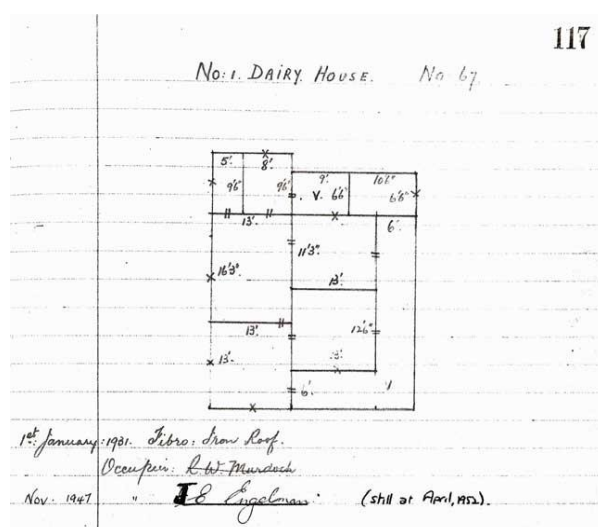 117
No: 1. DAIRY HOUSE. No 67
5'. 8'
9'6" 9'6" 9'. 10'6"
V. 6'6" 6'6"
13'. 6'
11'3"
16'3". 13'.
13'. 12'6"
13'. 13'.
6'
1st January: 1931. Fibro: Iron Roof.
Occupier: R. W. Murdoch
Nov. 1947 " E Engelman. (still at April, 1952).